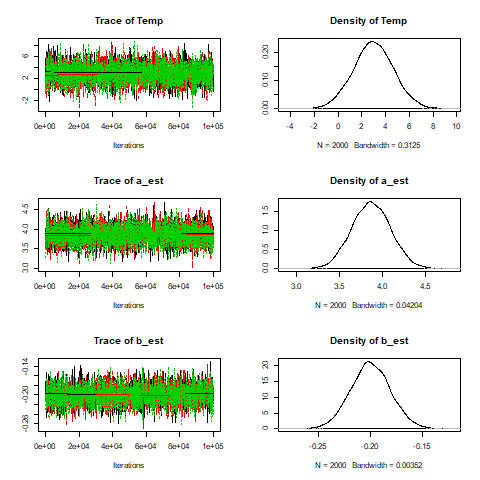 Trace of Temp
6
2
-2
0e+00 2e+04 4e+04 6e+04 8e+04 1e+05
Iterations
Density of Temp
0.20
0.10
0.00
-4 -2 0 2 4 6 8 10
N = 2000 Bandwidth = 0.3125
Trace of a_est
4.5
4.0
3.5
3.0
0e+00 2e+04 4e+04 6e+04 8e+04 1e+05
Iterations
Density of a_est
1.5
1.0
0.0
3.0 3.5 4.0 4.5
N = 2000 Bandwidth = 0.04204
Trace of b_est
-0.14
-0.20
-0.26
0e+00 2e+04 4e+04 6e+04 8e+04 1e+05
Iterations
Density of b_est
20
15
10
5
0
-0.25 -0.20 -0.15
N = 2000 Bandwidth = 0.00352